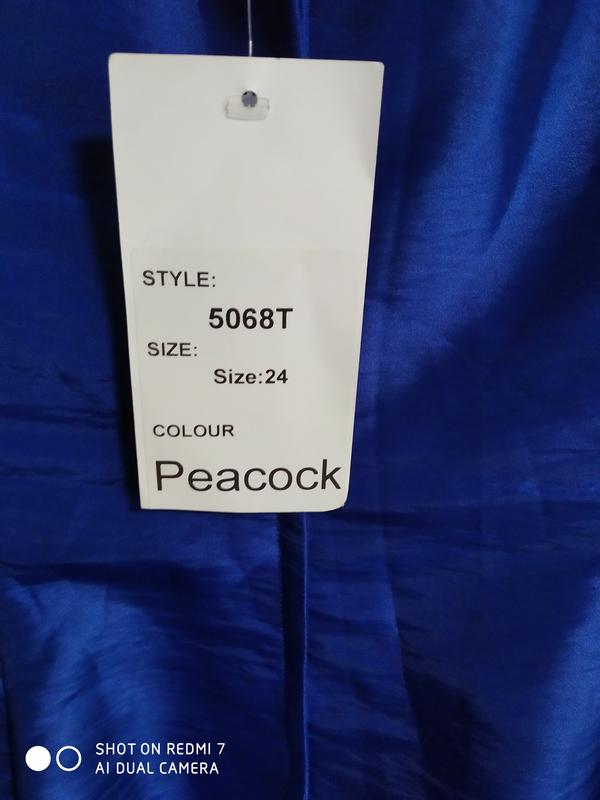 STYLE:
5068T
SIZE:
Size:24
COLOUR
Peacock
SHOT ON REDMI 7
AI DUAL CAMERA